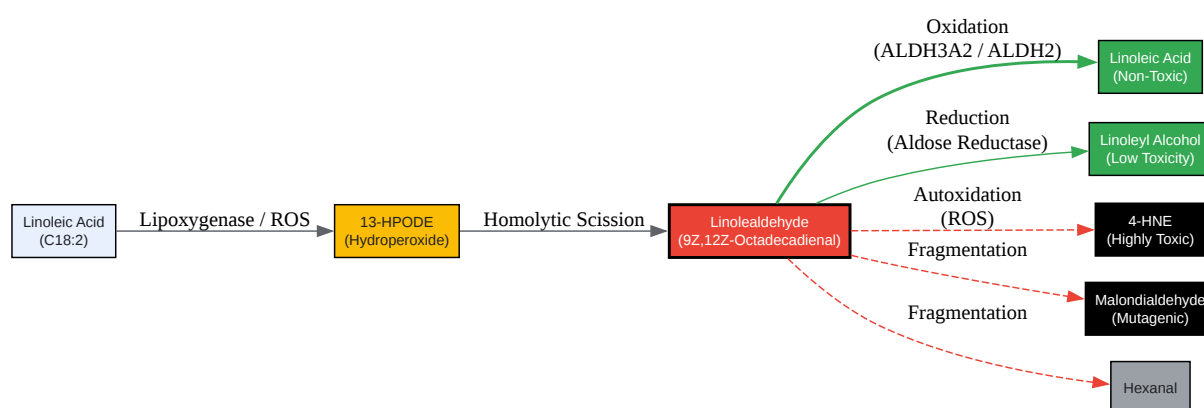 Linoleic Acid
(C18:2)
Lipoxygenase / ROS
13-HPODE
(Hydroperoxide)
Homolytic Scission
Linolealdehyde
(9Z,12Z-Octadecadienal)
Oxidation
(ALDH3A2 / ALDH2)
Linoleic Acid
(Non-Toxic)
Reduction
(Aldose Reductase)
Linoleyl Alcohol
(Low Toxicity)
Autoxidation
(ROS)
4-HNE
(Highly Toxic)
Fragmentation
Malondialdehyde
(Mutagenic)
Fragmentation
Hexanal